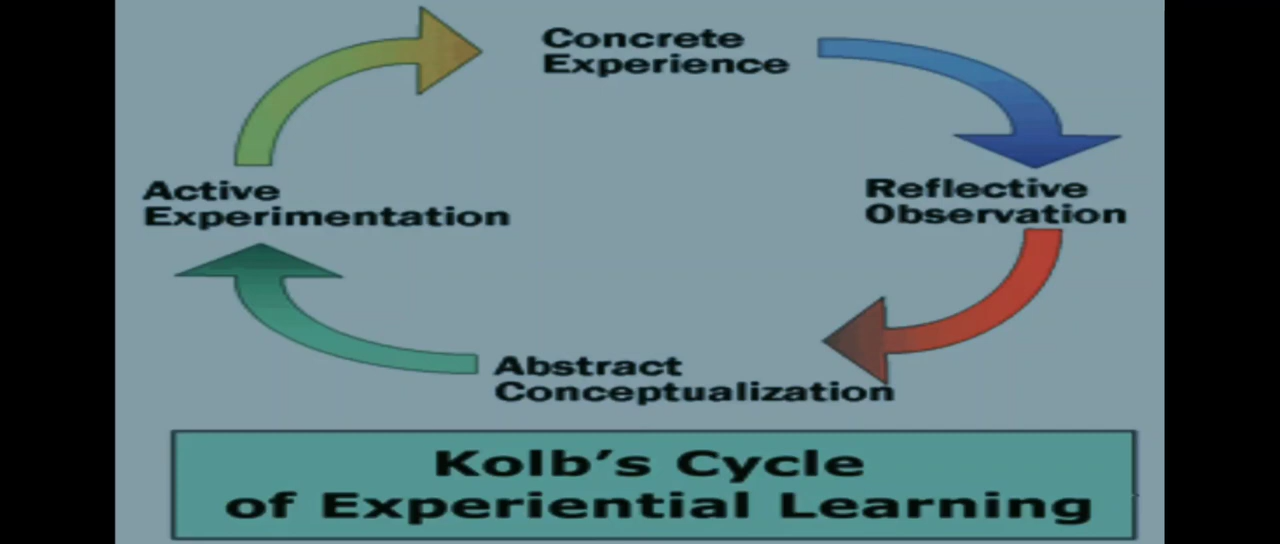 Concrete
Experience
Active
Experimentation
Reflective
Observation
Abstract
Conceptualization
Kolb's Cycle
of Experiential Learning